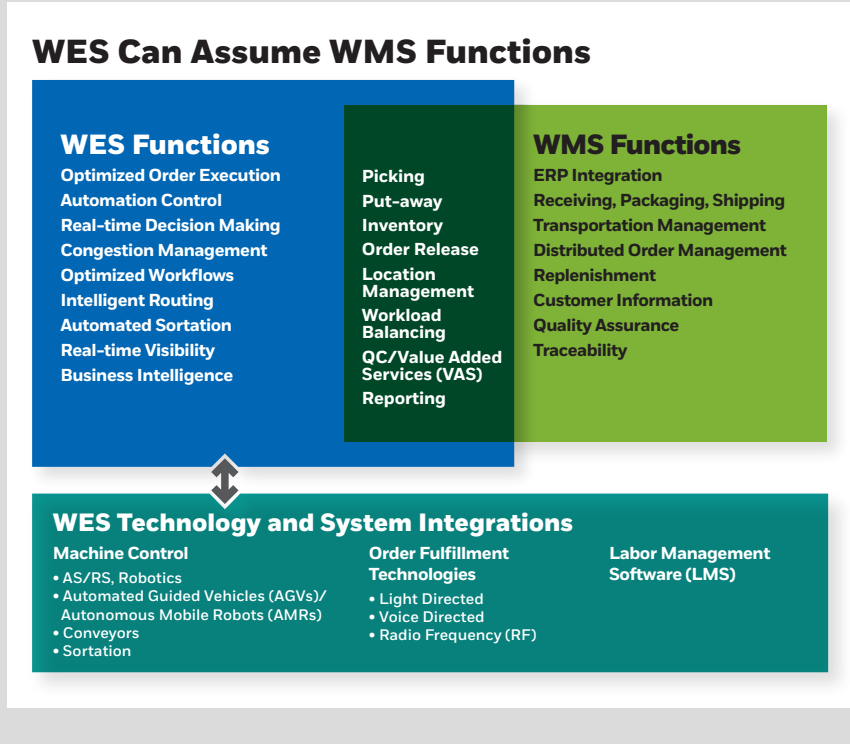 WES Can Assume WMS Functions
WES Functions
Optimized Order Execution
Automation Control
Real-time Decision Making
Congestion Management
Optimized Workflows
Intelligent Routing
Automated Sortation
Real-time Visibility
Business Intelligence
Picking
Put-away
Inventory
Order Release
Location
Management
Workload
Balancing
QC/Value Added
Services (VAS)
Reporting
WMS Functions
ERP Integration
Receiving, Packaging, Shipping
Transportation Management
Distributed Order Management
Replenishment
Customer Information
Quality Assurance
Traceability
WES Technology and System Integrations
Machine Control
• AS/RS, Robotics
• Automated Guided Vehicles (AGVs)/
Autonomous Mobile Robots (AMRs)
• Conveyors
• Sortation
Order Fulfillment
Technologies
• Light Directed
• Voice Directed
• Radio Frequency (RF)
Labor Management
Software (LMS)